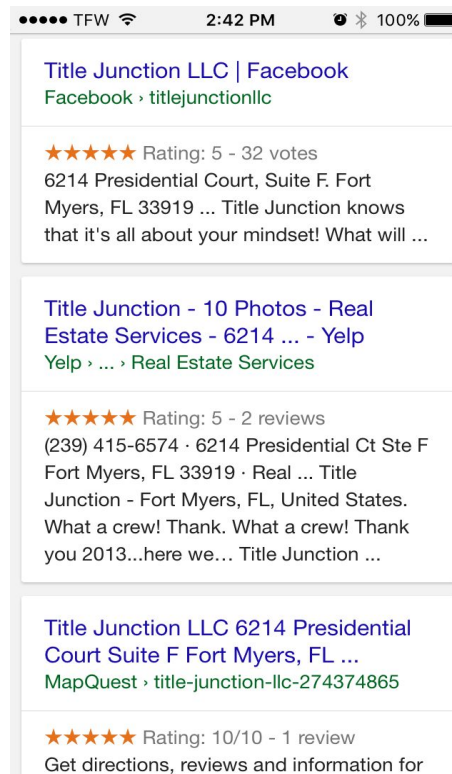 TFW 2:42 PM 100%
Title Junction LLC | Facebook
Facebook › titlejunctionllc
Rating: 5 - 32 votes
6214 Presidential Court, Suite F. Fort
Myers, FL 33919 ... Title Junction knows
that it's all about your mindset! What will ...
Title Junction - 10 Photos - Real
Estate Services - 6214 ... - Yelp
Yelp › ... › Real Estate Services
Rating: 5 - 2 reviews
(239) 415-6574 · 6214 Presidential Ct Ste F
Fort Myers, FL 33919 · Real ... Title
Junction - Fort Myers, FL, United States.
What a crew! Thank. What a crew! Thank
you 2013...here we... Title Junction ...
Title Junction LLC 6214 Presidential
Court Suite F Fort Myers, FL ...
MapQuest › title-junction-llc-274374865
Rating: 10/10 - 1 review
Get directions, reviews and information for